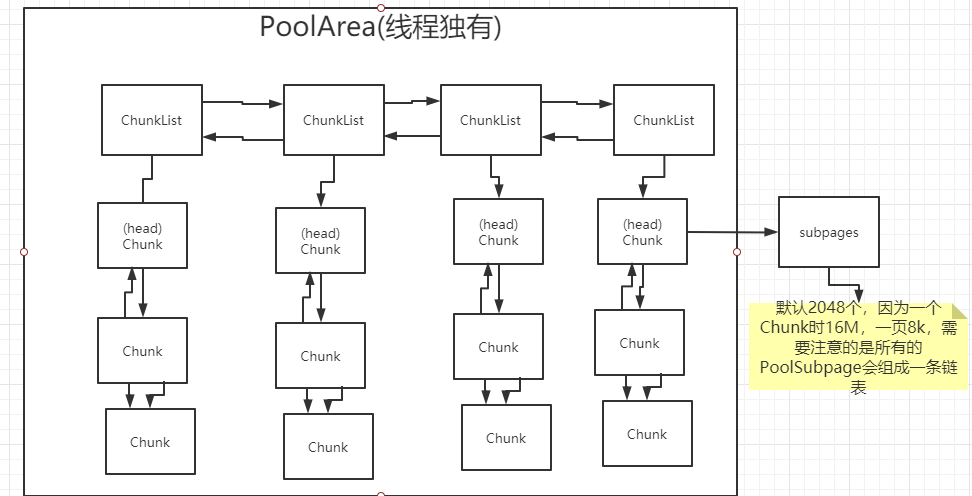 PoolArea(线程独有)
ChunkList
ChunkList
ChunkList
ChunkList
(head)
Chunk
(head)
Chunk
(head)
Chunk
(head)
Chunk
subpages
Chunk
Chunk
Chunk
Chunk
默认2048个，因为一个
Chunk时16M，一页8k，需
要注意的是所有的
PoolSubpage会组成一条链
表
Chunk
Chunk
Chunk
Chunk